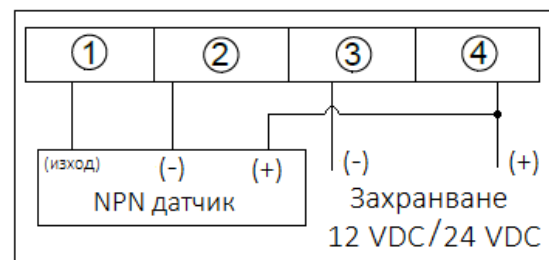 1 2 3 4
(изход) (-) (+) (-) (+)
NPN датчик
Захранване
12 VDC/24 VDC